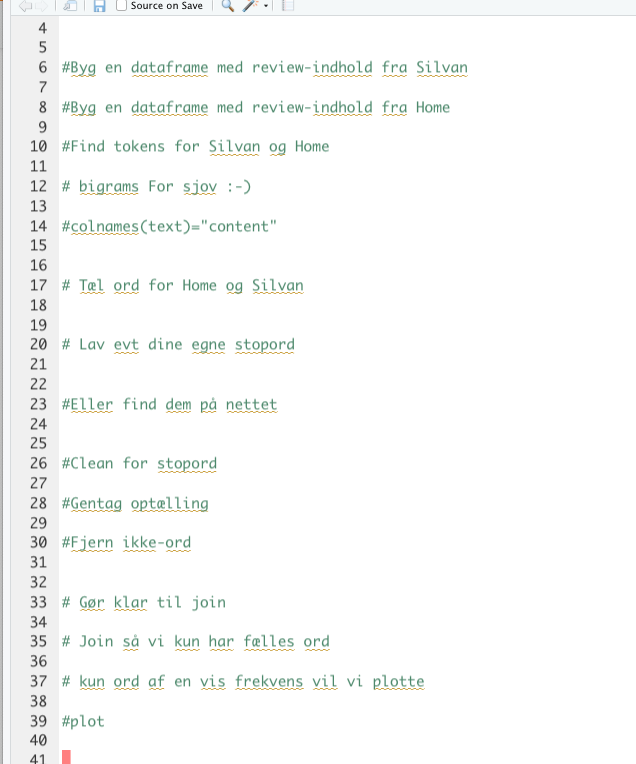 Source on Save
4
5
6 #Byg en dataframe med review-indhold fra Silvan
7
8 #Byg en dataframe med review-indhold fra Home
9
10 #Find tokens for Silvan og Home
11
12 # bigrams For sjov :-)
13
14 #colnames(text)="content"
15
16
17 # Tæl ord for Home og Silvan
18
19
20 # Lav evt dine egne stopord
21
22
23 #Eller find dem på nettet
24
25
26 #Clean for stopord
27
28 #Gentag optælling
29
30 #Fjern ikke-ord
31
32
33 # Gør klar til join
34
35 # Join så vi kun har fælles ord
36
37 # kun ord af en vis frekvens vil vi plotte
38
39 #plot
40
41